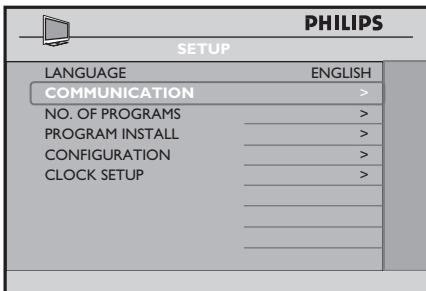 PHILIPS
SETUP
LANGUAGE ENGLISH
COMMUNICATION >
NO. OF PROGRAMS >
PROGRAM INSTALL >
CONFIGURATION >
CLOCK SETUP >